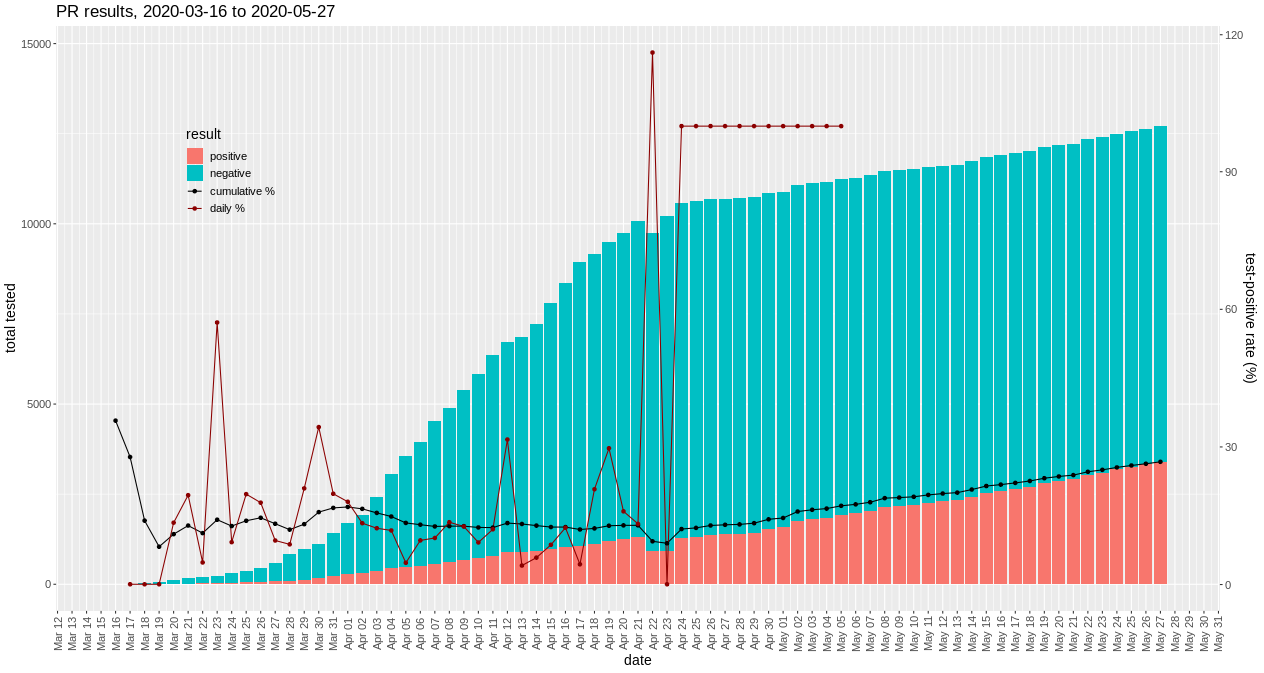 PR results, 2020-03-16 to 2020-05-27
total tested
15000
10000
5000
0
result
positive
negative
cumulative %
daily %
120
90
60
30
0
test-positive rate (%)
Mar 12
Mar 13
Mar 14
Mar 15
Mar 16
Mar 17
Mar 18
Mar 19
Mar 20
Mar 21
Mar 22
Mar 23
Mar 24
Mar 25
Mar 26
Mar 27
Mar 28
Mar 29
Mar 30
Mar 31
Apr 01
Apr 02
Apr 03
Apr 04
Apr 05
Apr 06
Apr 07
Apr 08
Apr 09
Apr 10
Apr 11
Apr 12
Apr 13
Apr 14
Apr 15
Apr 16
Apr 17
Apr 18
Apr 19
Apr 20
Apr 21
Apr 22
Apr 23
Apr 24
Apr 25
Apr 26
Apr 27
Apr 28
Apr 29
Apr 30
May 01
May 02
May 03
May 04
May 05
May 06
May 07
May 08
May 09
May 10
May 11
May 12
May 13
May 14
May 15
May 16
May 17
May 18
May 19
May 20
May 21
May 22
May 23
May 24
May 25
May 26
May 27
May 28
May 29
May 30
May 31
date